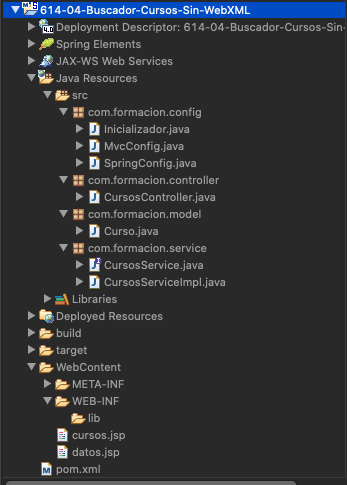 614-04-Buscador-Cursos-Sin-WebXML
Deployment Descriptor: 614-04-Buscador-Cursos-Sin-
Spring Elements
JAX-WS Web Services
Java Resources
src
com.formacion.config
Inicializador.java
MvcConfig.java
SpringConfig.java
com.formacion.controller
CursosController.java
com.formacion.model
Curso.java
com.formacion.service
CursosService.java
CursosServiceImpl.java
Libraries
Deployed Resources
build
target
WebContent
META-INF
WEB-INF
lib
cursos.jsp
datos.jsp
pom.xml